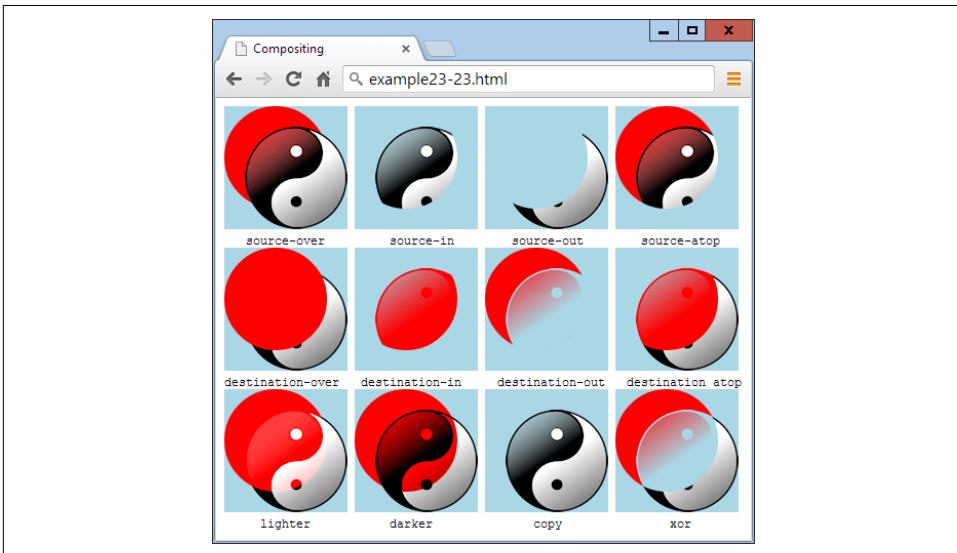 Compositing
example23-23.html
source-over source-in source-out source-atop
destination-over destination-in destination-out destination atop
lighter darker copy xor